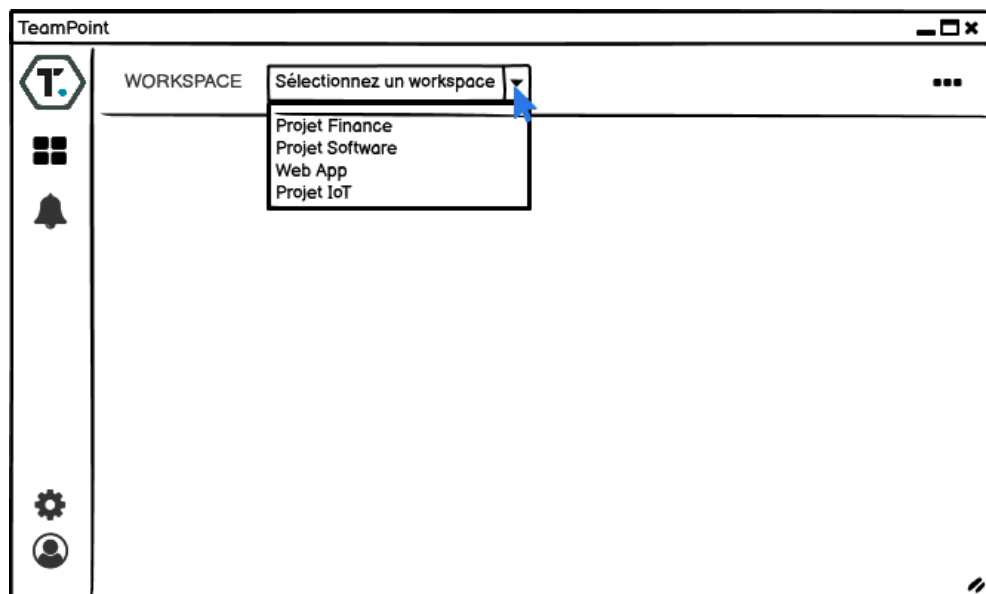 TeamPoint
T.
WORKSPACE
Sélectionnez un workspace
Projet Finance
Projet Software
Web App
Projet IoT